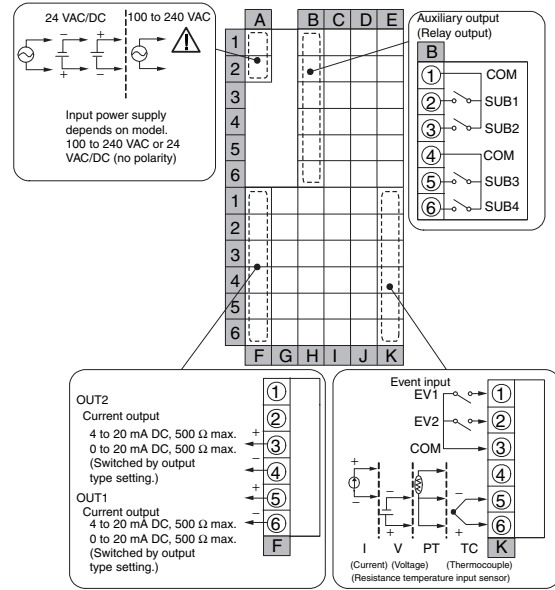 24 VAC/DC 100 to 240 VAC
Input power supply
depends on model.
100 to 240 VAC or 24
VAC/DC (no polarity)
A B C D E
1
2
3
4
5
6
1
2
3
4
5
6
F G H I J K
Auxiliary output
(Relay output)
B
1 COM
2 SUB1
3 SUB2
4 COM
5 SUB3
6 SUB4
OUT2
Current output
4 to 20 mA DC, 500 Ω max.
0 to 20 mA DC, 500 Ω max.
(Switched by output
type setting.)
OUT1
Current output
4 to 20 mA DC, 500 Ω max.
0 to 20 mA DC, 500 Ω max.
(Switched by output
type setting.)
+
−
+
−
1
2
3
4
5
6
F
Event input
EV1 1
EV2 2
COM 3
4
5
6
K
I V PT TC
(Current) (Voltage) (Thermocouple)
(Resistance temperature input sensor)